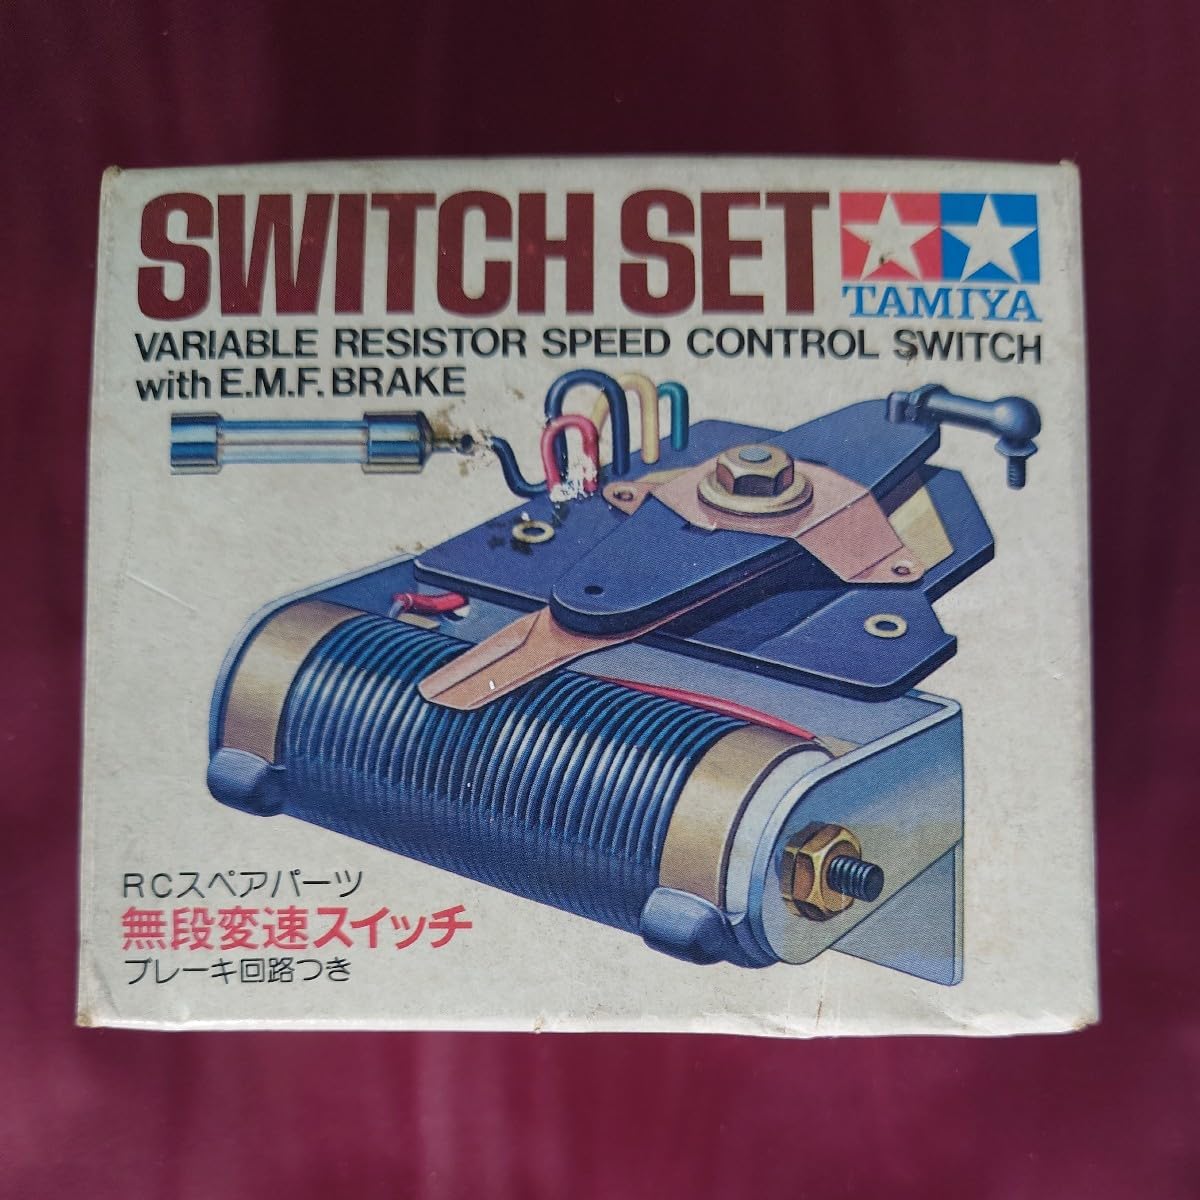 SWITCH SET
TAMIYA
VARIABLE RESISTOR SPEED CONTROL SWITCH
with E.M.F. BRAKE
RCスペアパーツ
無段変速スイッチ
ブレーキ回路つき